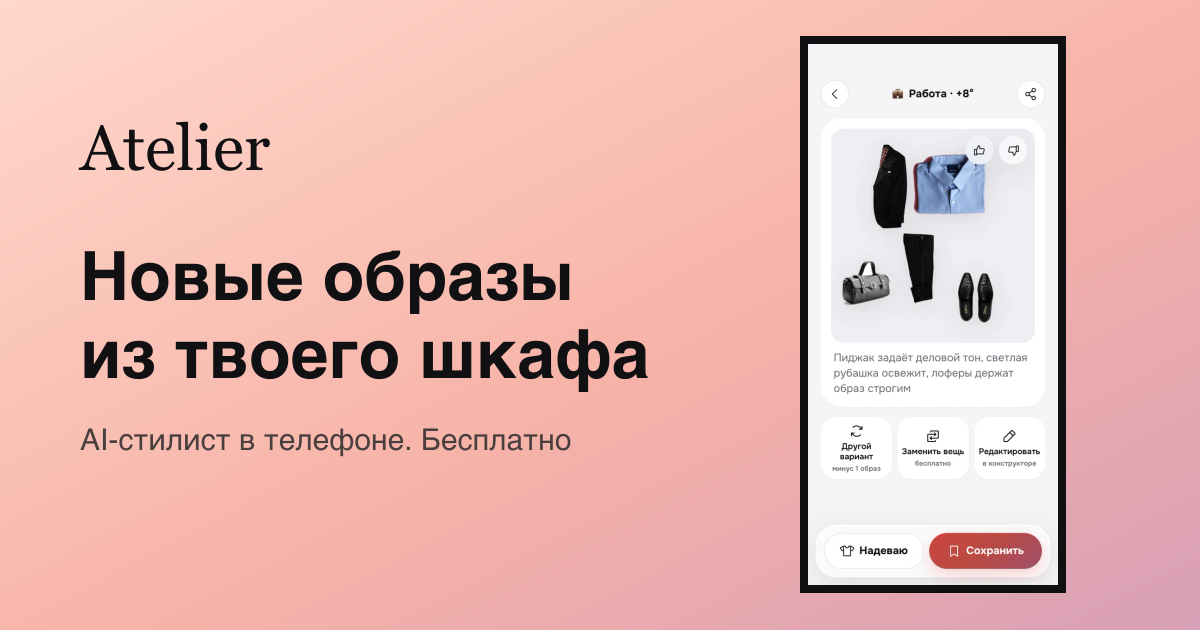 Atelier
Новые образы
из твоего шкафа
AI-стилист в телефоне. Бесплатно
Работа · +8°
Пиджак задаёт деловой тон, светлая
рубашка освежит, лоферы держат
образ строгим
Другой
вариант
минус 1 образ
Заменить вещь
бесплатно
Редактировать
в конструкторе
Надеваю
Сохранить